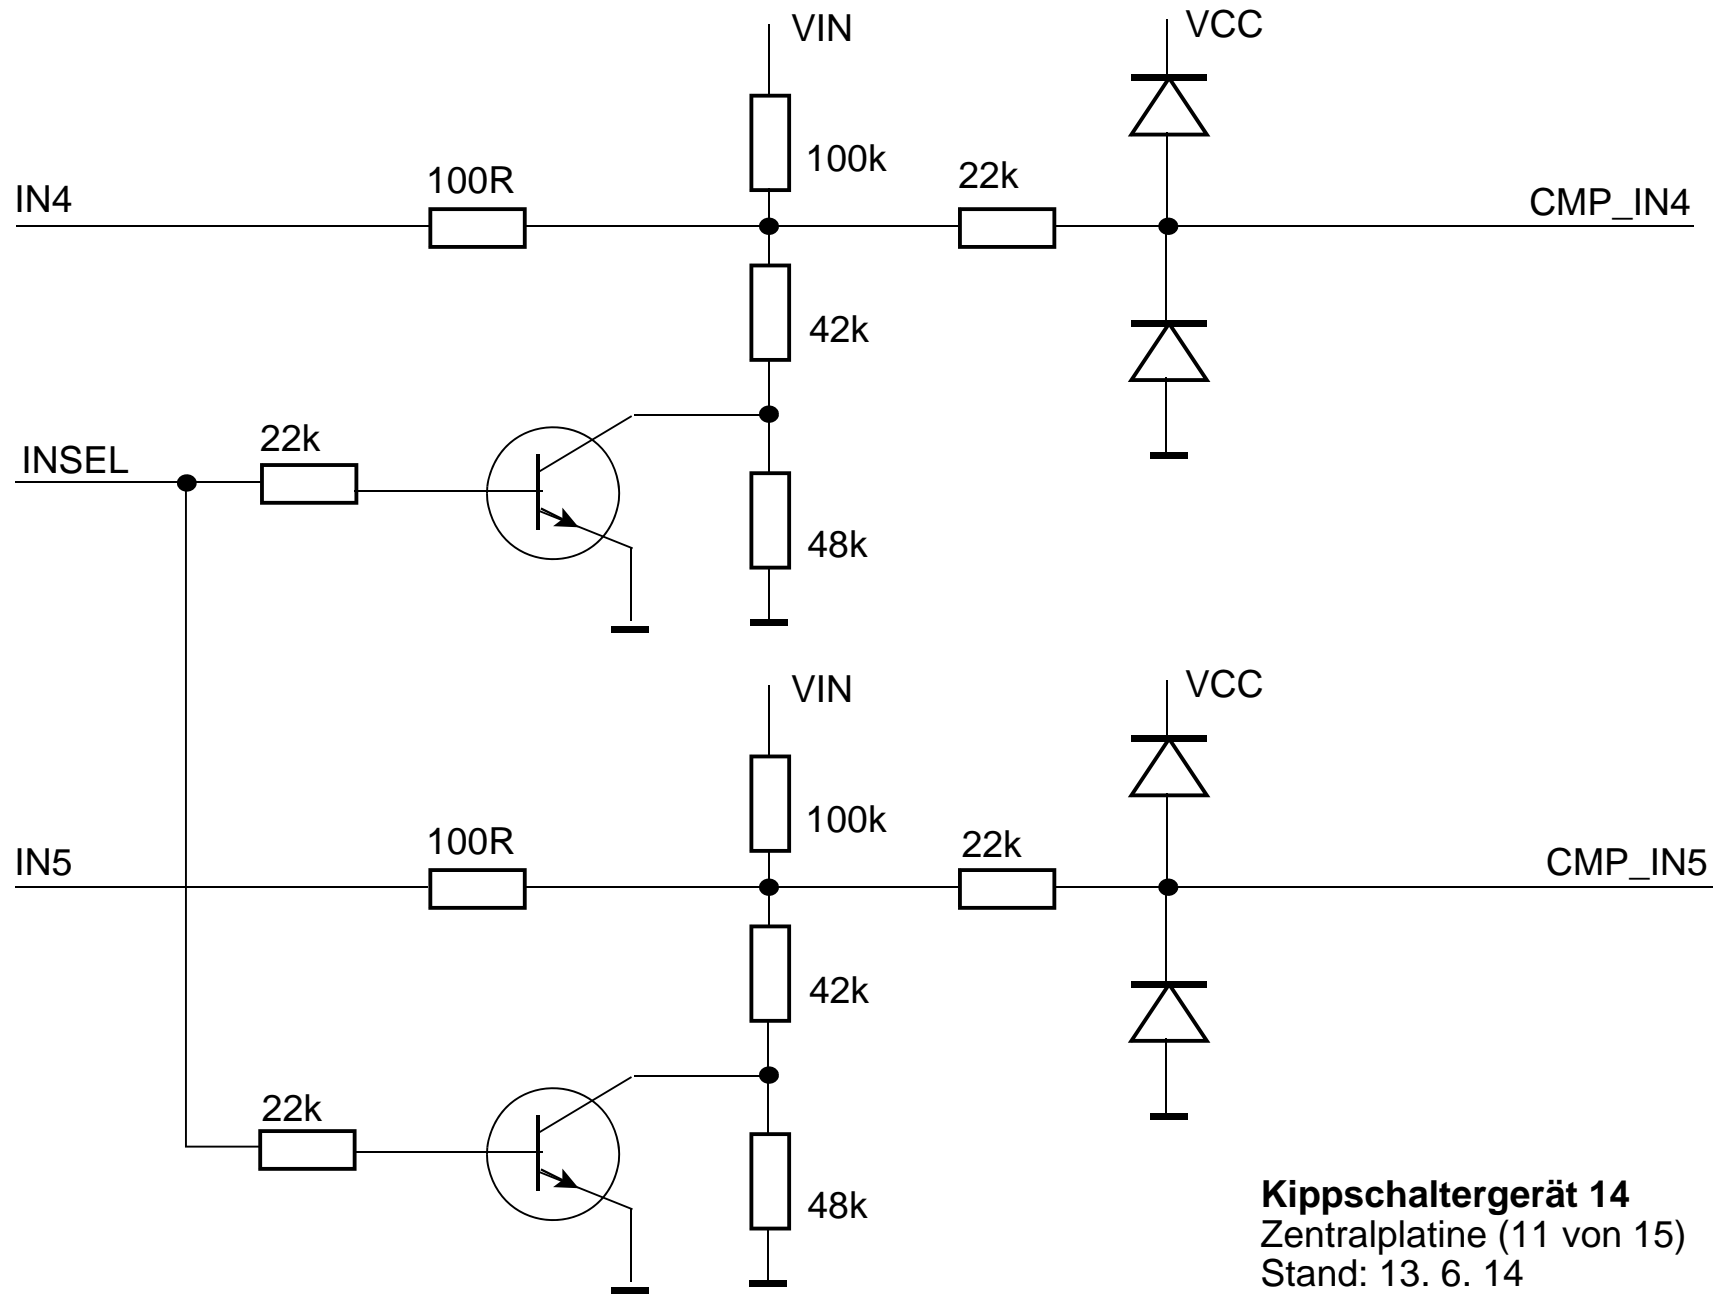 VIN
VCC
100k
22k
100R
IN4
CMP_IN4
42k
22k
INSEL
48k
VIN
VCC
100k
100R
22k
IN5
CMP_IN5
42k
22k
48k
Kippschaltergerät 14
Zentralplatine (11 von 15)
Stand: 13. 6. 14